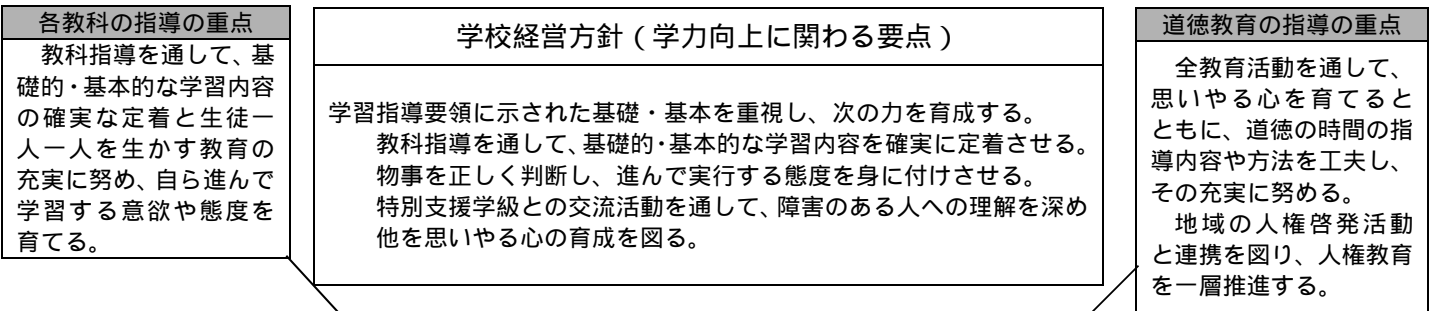 各教科の指導の重点
教科指導を通して、基
礎的・基本的な学習内容
の確実な定着と生徒一
人一人を生かす教育の
充実に努め、自ら進んで
学習する意欲や態度を
育てる。
学校経営方針(学力向上に関わる要点)
学習指導要領に示された基礎・基本を重視し、次の力を育成する。
教科指導を通して、基礎的・基本的な学習内容を確実に定着させる。
物事を正しく判断し、進んで実行する態度を身に付けさせる。
特別支援学級との交流活動を通して、障害のある人への理解を深め
他を思いやる心の育成を図る。
道徳教育の指導の重点
全教育活動を通して、
思いやる心を育てると
ともに、道徳の時間の指
導内容や方法を工夫し、
その充実に努める。
地域の人権啓発活動
と連携を図り、人権教育
を一層推進する。